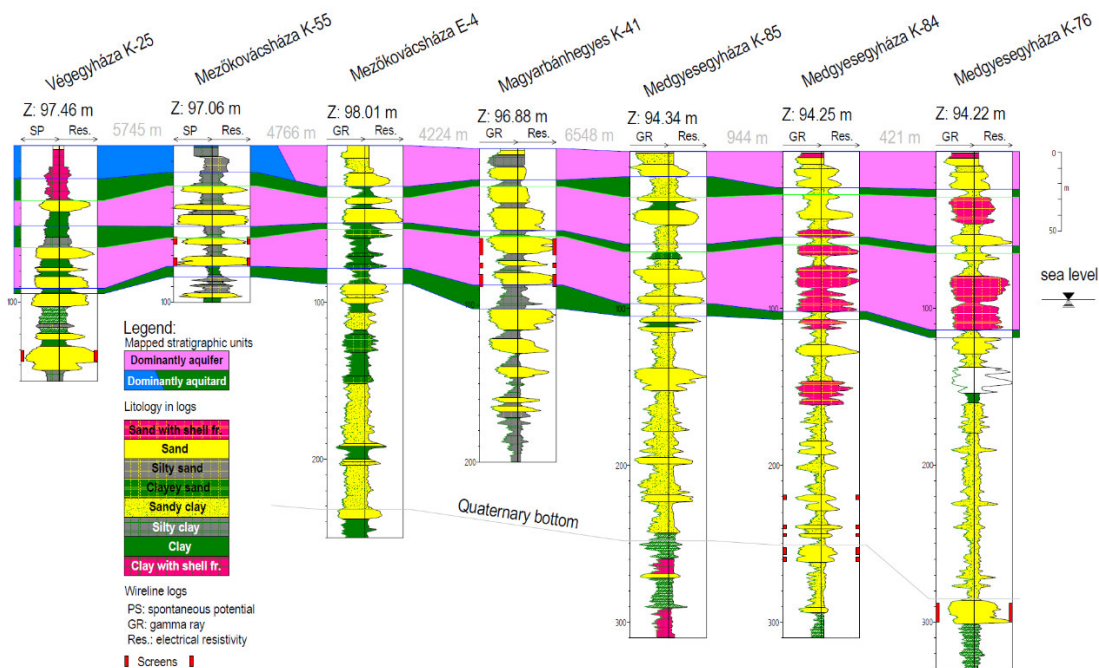 Végegyháza K-25
Mezőkovácsháza K-55
Mezőkovácsháza E-4
Magyarbánhegyes K-41
Medgyesegyháza K-85
Medgyesegyháza K-84
Medgyesegyháza K-76
Z: 97.46 m
Z: 97.06 m
Z: 98.01 m
Z: 96.88 m
Z: 94.34 m
Z: 94.25 m
Z: 94.22 m
SP Res.
5745 m
SP Res.
4766 m
GR Res.
4224 m
GR Res.
6548 m
GR Res.
944 m
GR Res.
421 m
GR Res.
0
m
50
sea level
100
100
100
100
100
100
100
200
200
200
200
200
300
300
300
Quaternary bottom
Legend:
Mapped stratigraphic units
Dominantly aquifer
Dominantly aquitard
Litology in logs
Sand with shell fr.
Sand
Silty sand
Clayey sand
Sandy clay
Silty clay
Clay
Clay with shell fr.
Wireline logs
PS: spontaneous potential
GR: gamma ray
Res.: electrical resistivity
Screens